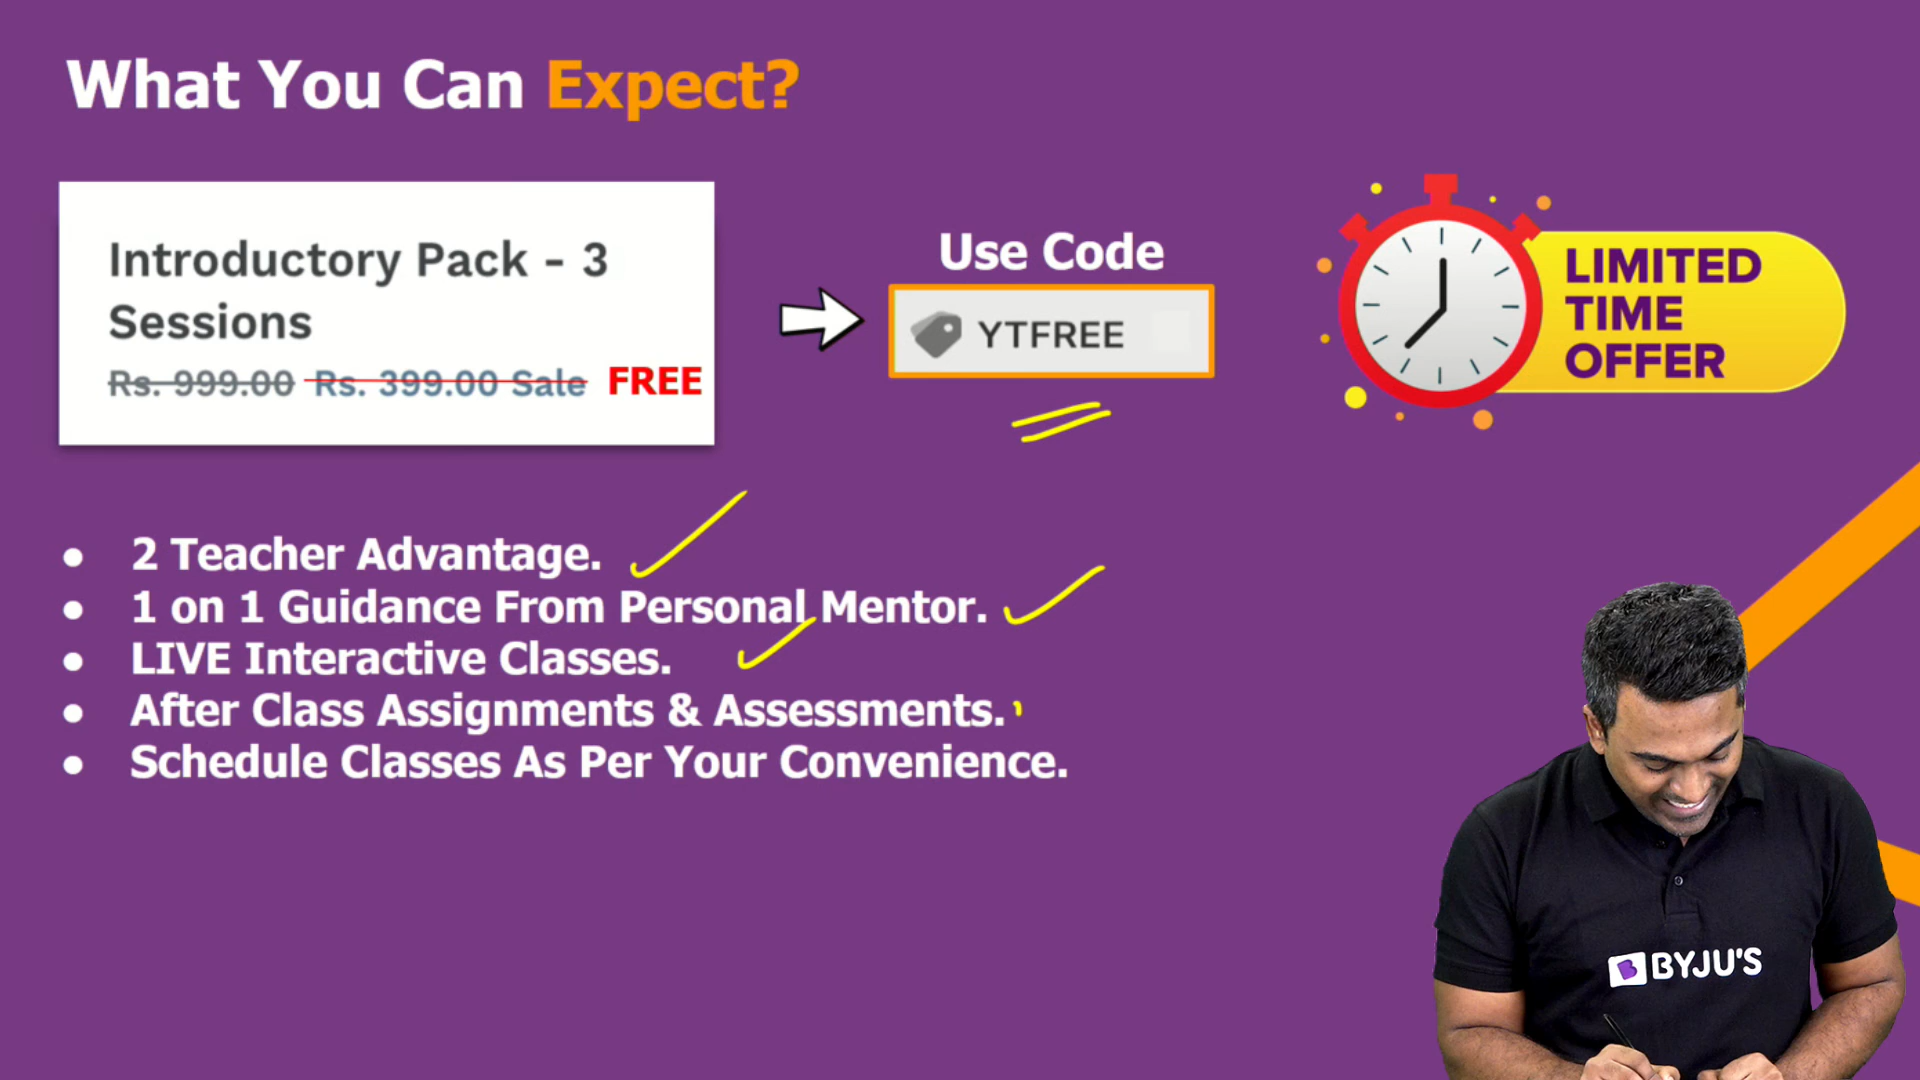 What You Can Expect?
Introductory Pack - 3
Sessions
Rs. 999.00 Rs. 399.00 Sale FREE
Use Code
YTFREE
LIMITED
TIME
OFFER
● 2 Teacher Advantage.
● 1 on 1 Guidance From Personal Mentor.
● LIVE Interactive Classes.
● After Class Assignments & Assessments.
● Schedule Classes As Per Your Convenience.
B BYJU'S